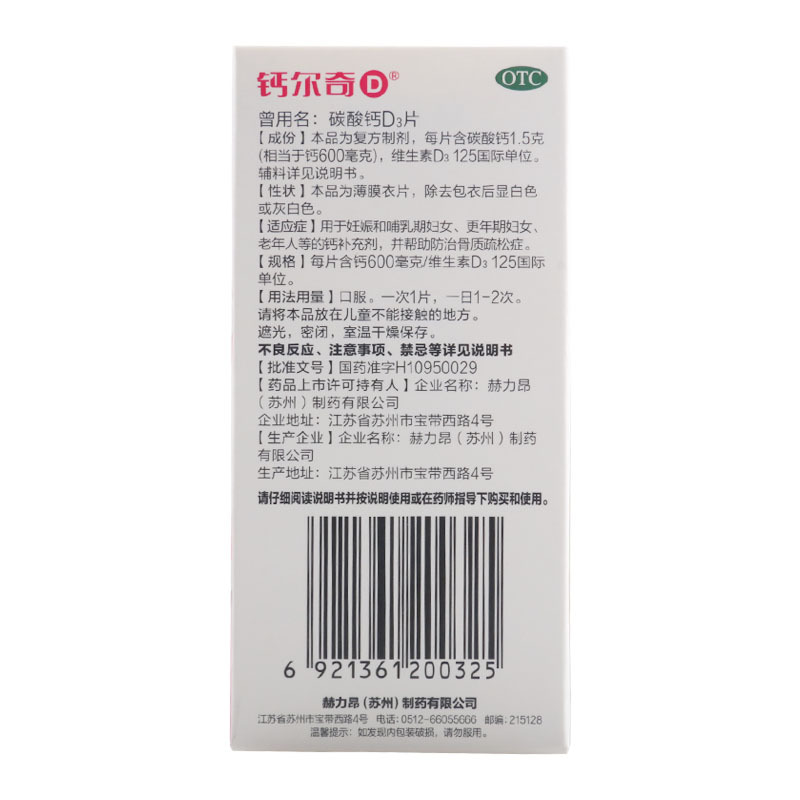 钙尔奇D®
OTC
曾用名：碳酸钙D₃片
【成份】本品为复方制剂，每片含碳酸钙1.5克
(相当于钙600毫克)，维生素D₃ 125国际单位。
辅料详见说明书。
【性状】本品为薄膜衣片，除去包衣后显白色
或灰白色。
【适应症】用于妊娠和哺乳期妇女、更年期妇女、
老年人等的钙补充剂，并帮助防治骨质疏松症。
【规格】每片含钙600毫克/维生素D₃ 125国际
单位。
【用法用量】口服。一次1片，一日1-2次。
请将本品放在儿童不能接触的地方。
遮光，密闭，室温干燥保存。
不良反应、注意事项、禁忌等详见说明书
【批准文号】国药准字H10950029
【药品上市许可持有人】企业名称：赫力昂
（苏州）制药有限公司
企业地址：江苏省苏州市宝带西路4号
【生产企业】企业名称：赫力昂（苏州）制药
有限公司
生产地址：江苏省苏州市宝带西路4号
请仔细阅读说明书并按说明使用或在药师指导下购买和使用。
6 921361 200325
赫力昂（苏州）制药有限公司
江苏省苏州市宝带西路4号 电话：0512-66055666 邮编：215128
温馨提示：如发现内包装破损，请勿服用。